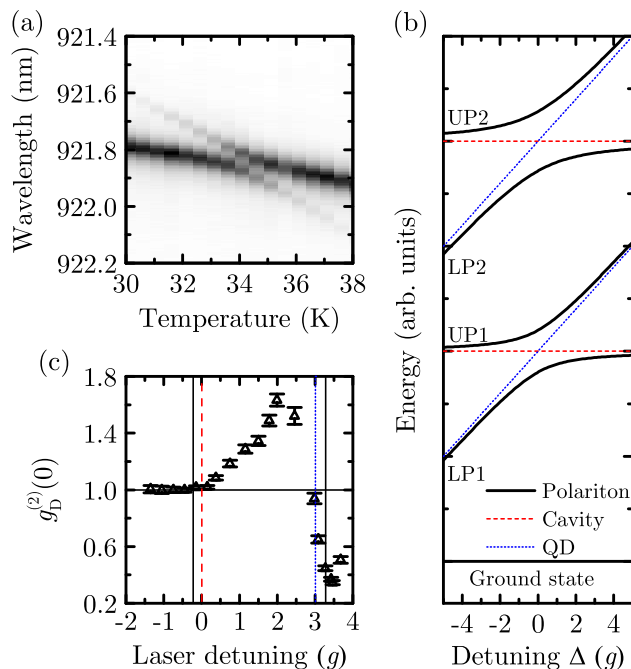 (a)
921.4
921.6
921.8
922.0
922.2
Wavelength (nm)
30 32 34 36 38
Temperature (K)
(b)
UP2
LP2
UP1
LP1
Polariton
Cavity
QD
Ground state
Energy (arb. units)
-4 -2 0 2 4
Detuning Δ (g)
(c)
1.8
1.4
1.0
0.6
0.2
g_D^(2)(0)
-2 -1 0 1 2 3 4
Laser detuning (g)